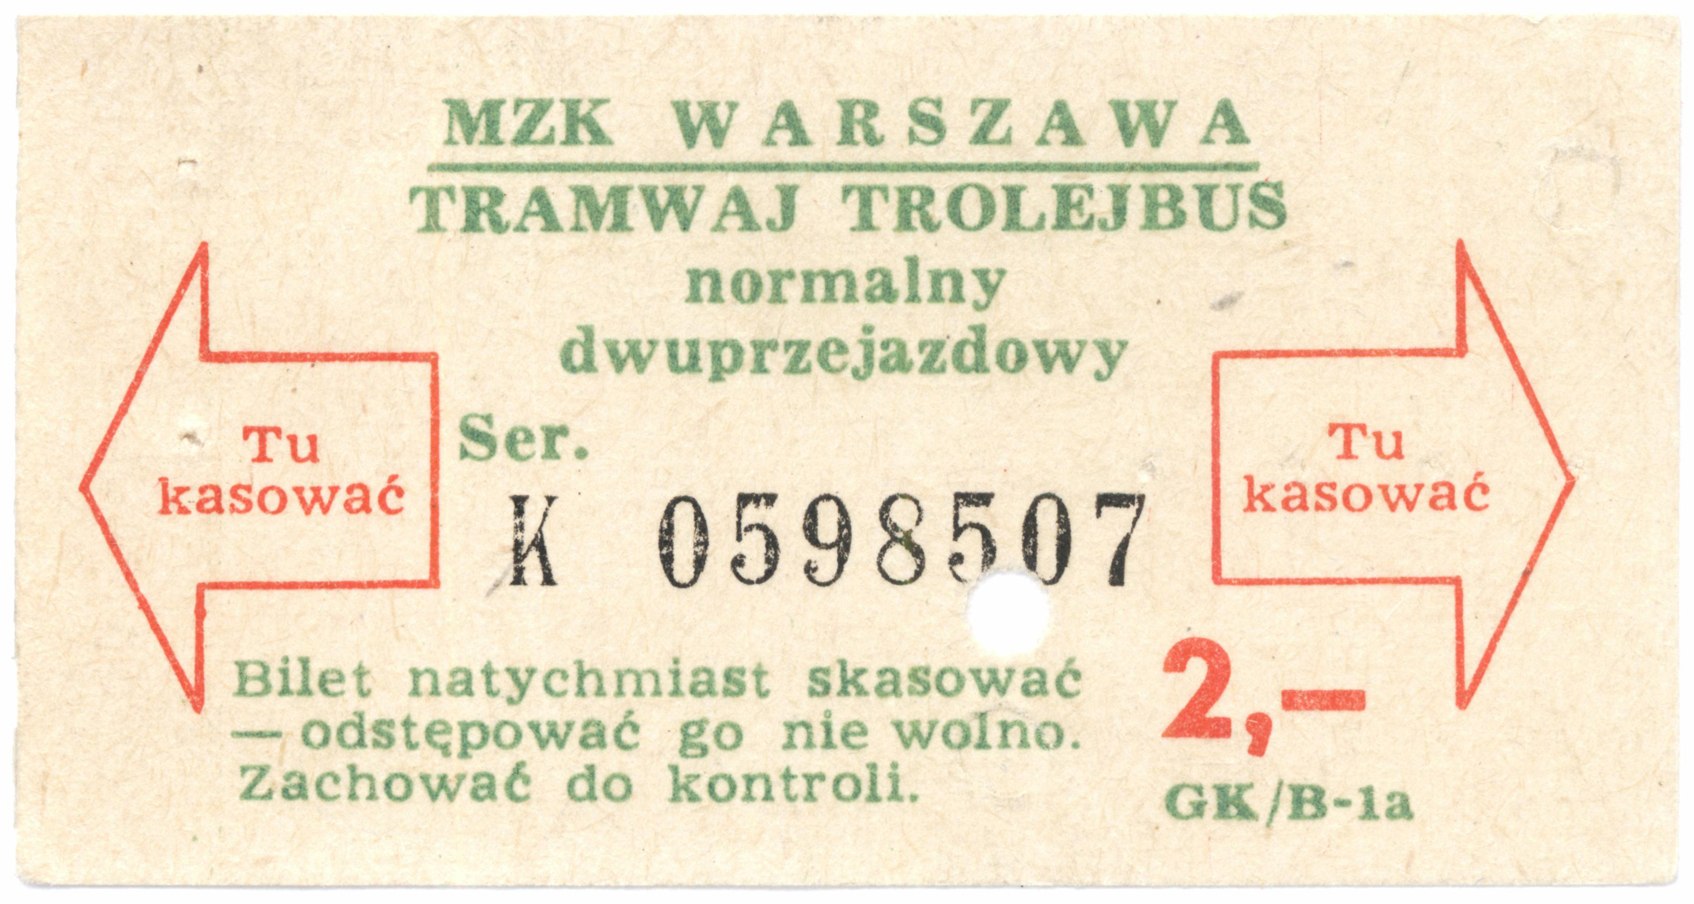 MZK WARSZAWA
TRAMWAJ TROLEJBUS
normalny
dwuprzejazdowy
Tu
kasować
Ser.
K 0598507
Tu
kasować
Bilet natychmiast skasować
— odstępować go nie wolno.
Zachować do kontroli.
2,—
GK/B-1a